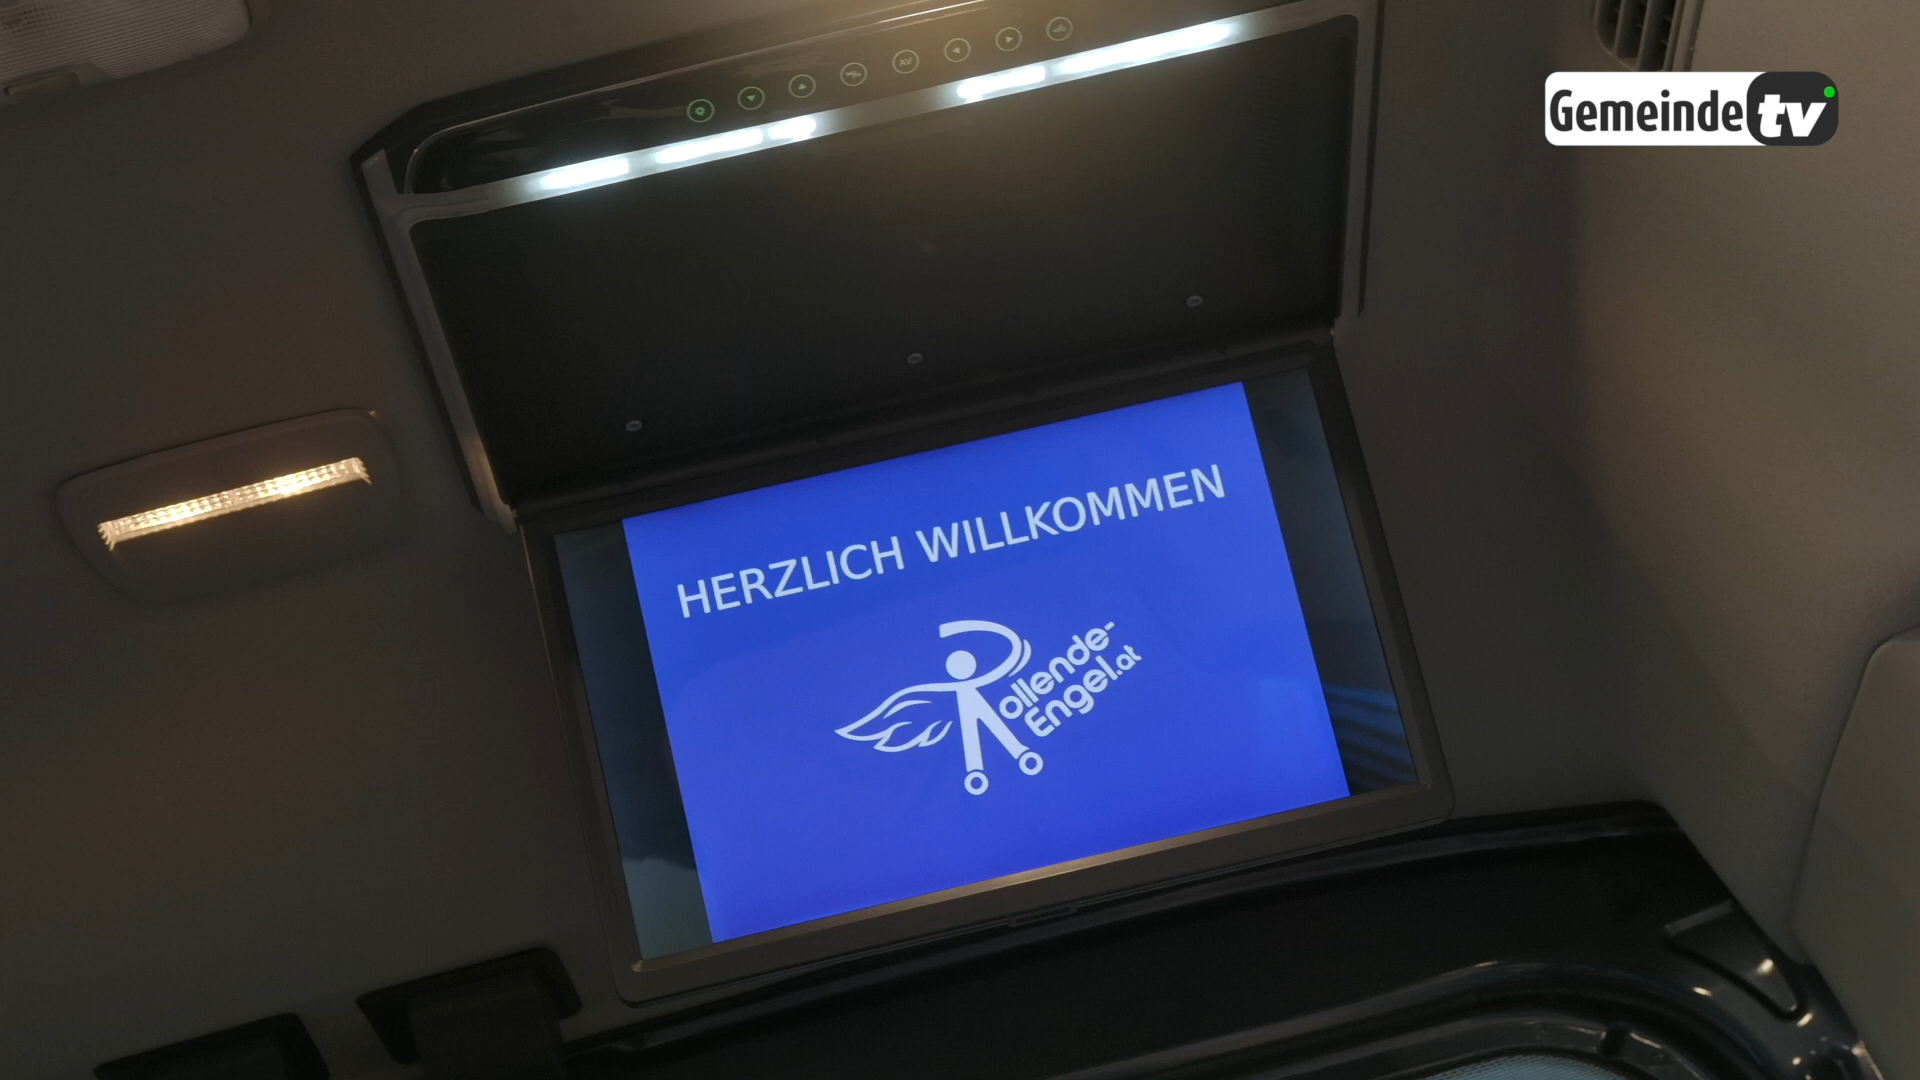 Gemeinde tv
AV
HERZLICH WILLKOMMEN
Rollende-
Engel.at